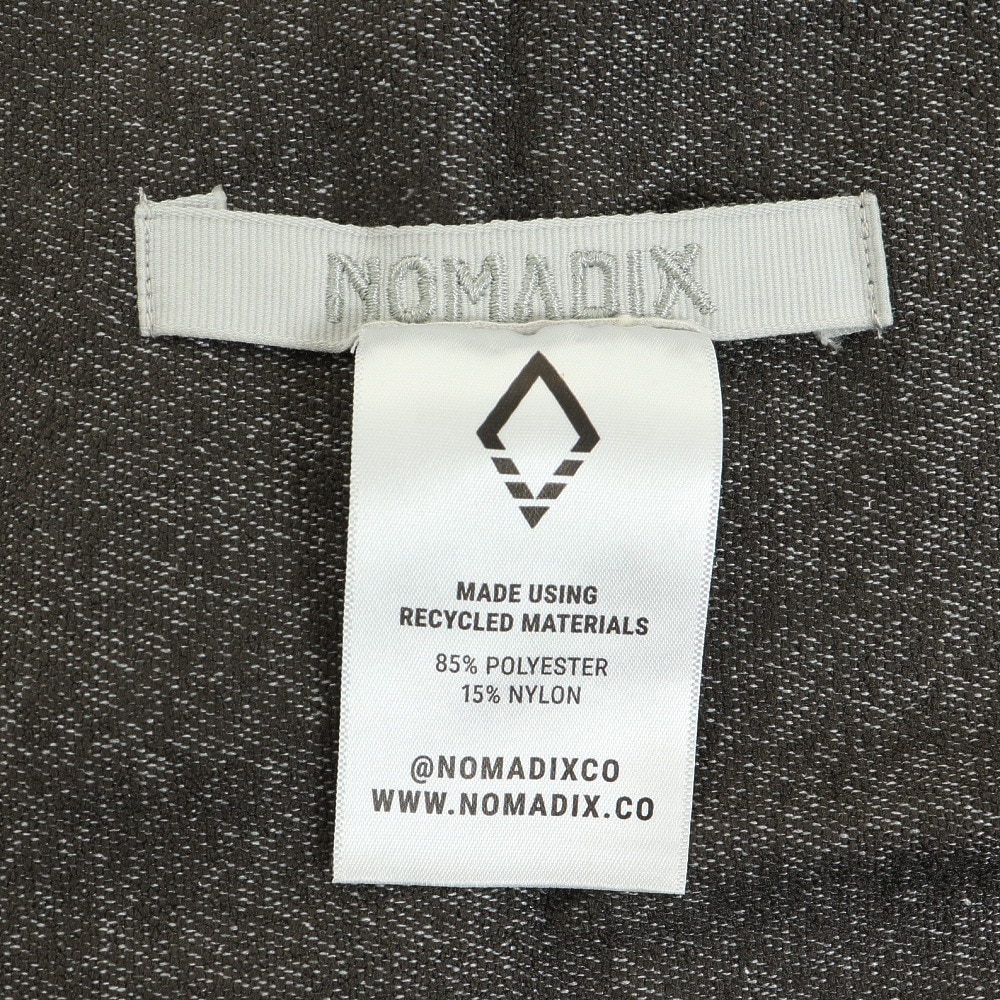 NOMADIX
MADE USING
RECYCLED MATERIALS
85% POLYESTER
15% NYLON
@NOMADIXCO
WWW.NOMADIX.CO